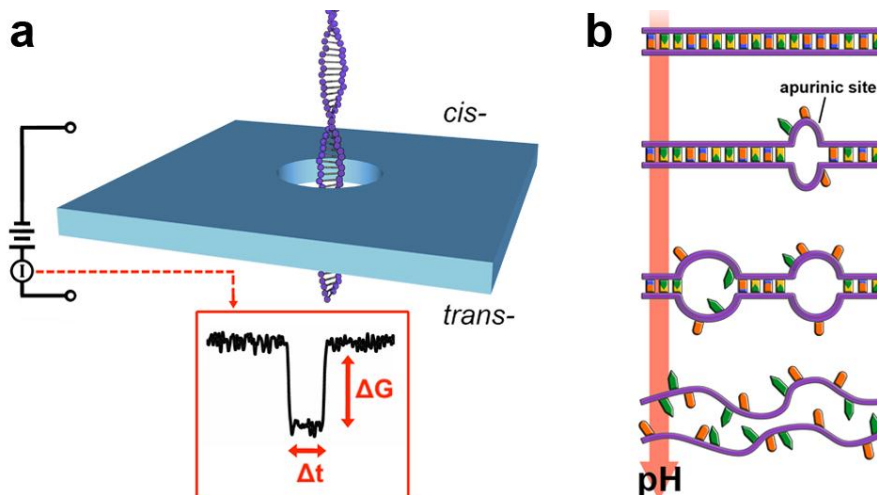 a
cis-
I
trans-
ΔG
Δt
b
apurinic site
pH